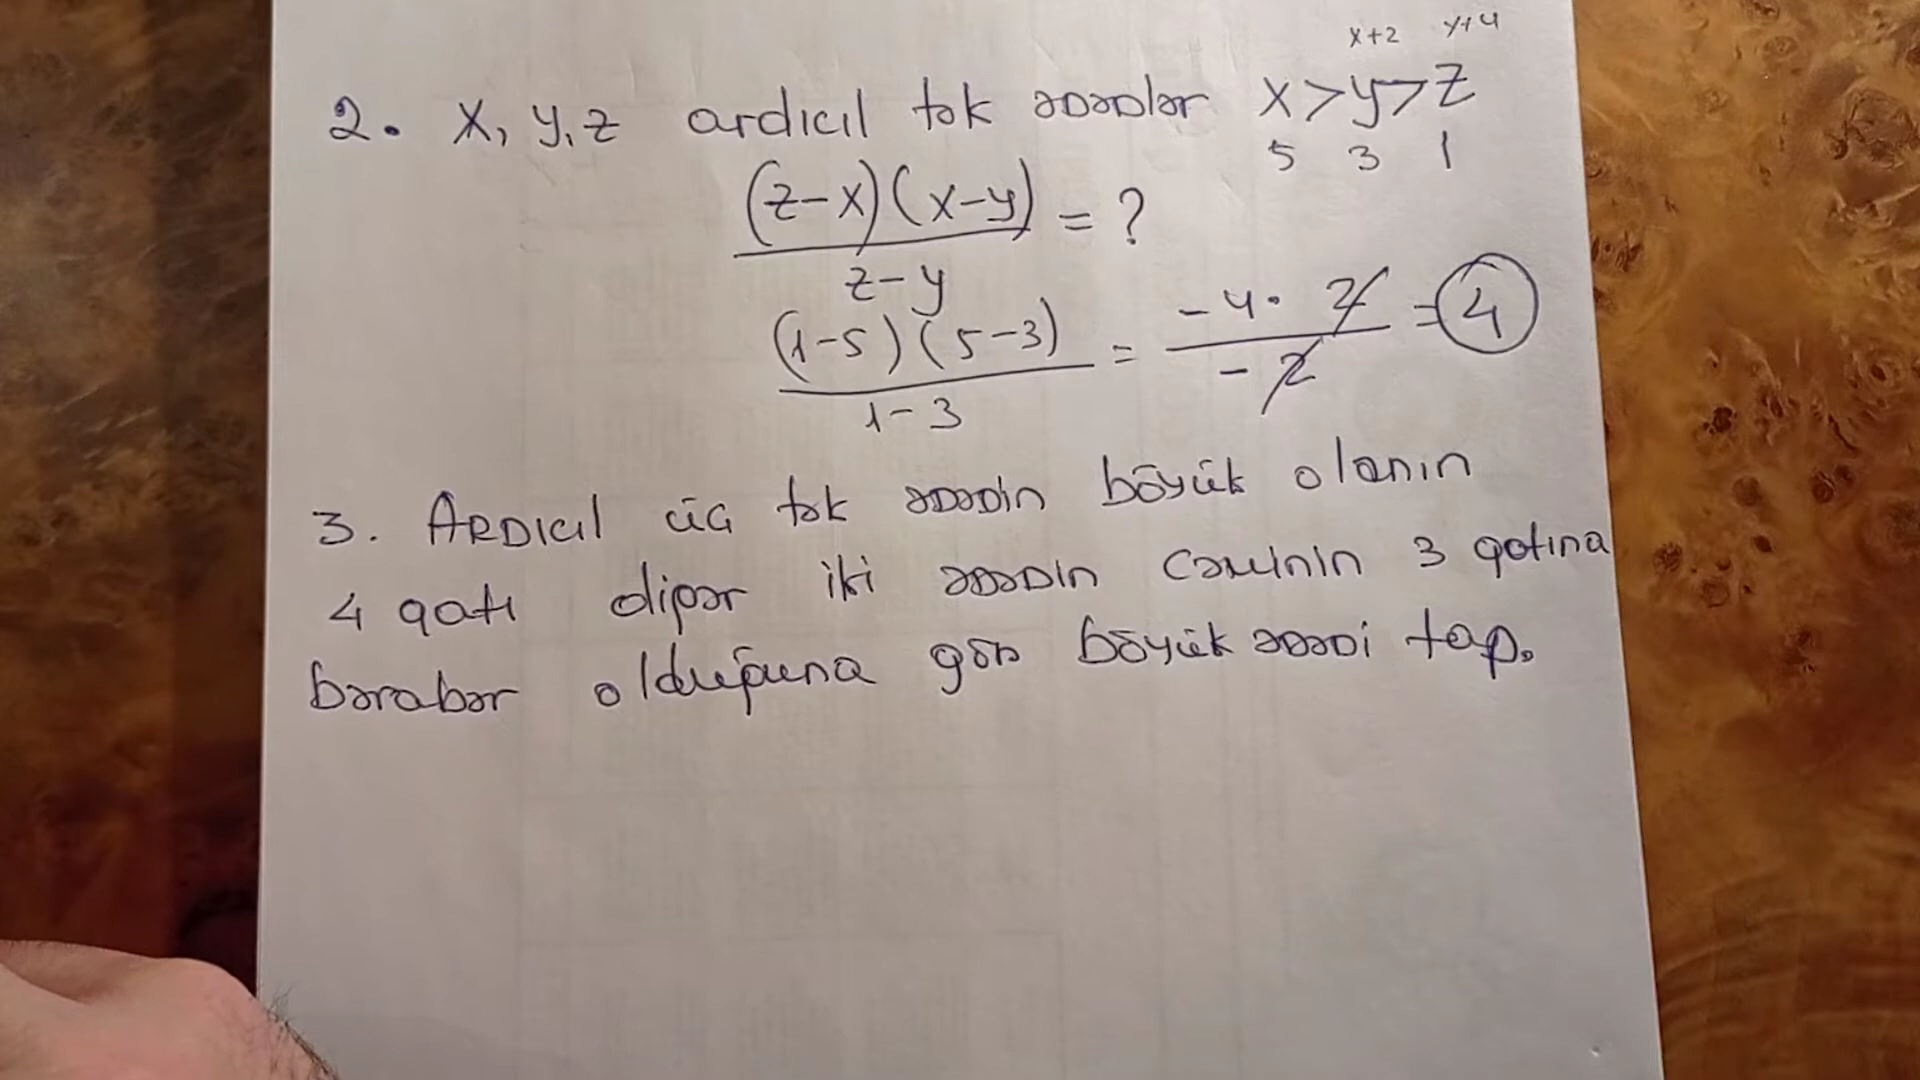 x+2 y+4
2. x, y, z ardıcıl tək ədədlər x>y>z
5 3 1
(z-x)(x-y) = ?
z-y
(1-5)(5-3) = -4·2 = 4
1-3 -2
3. Ardıcıl üç tək ədədin böyük olanın
4 qatı digər iki ədədin cəminin 3 qatına
bərabər olduğuna görə böyük ədədi tap.